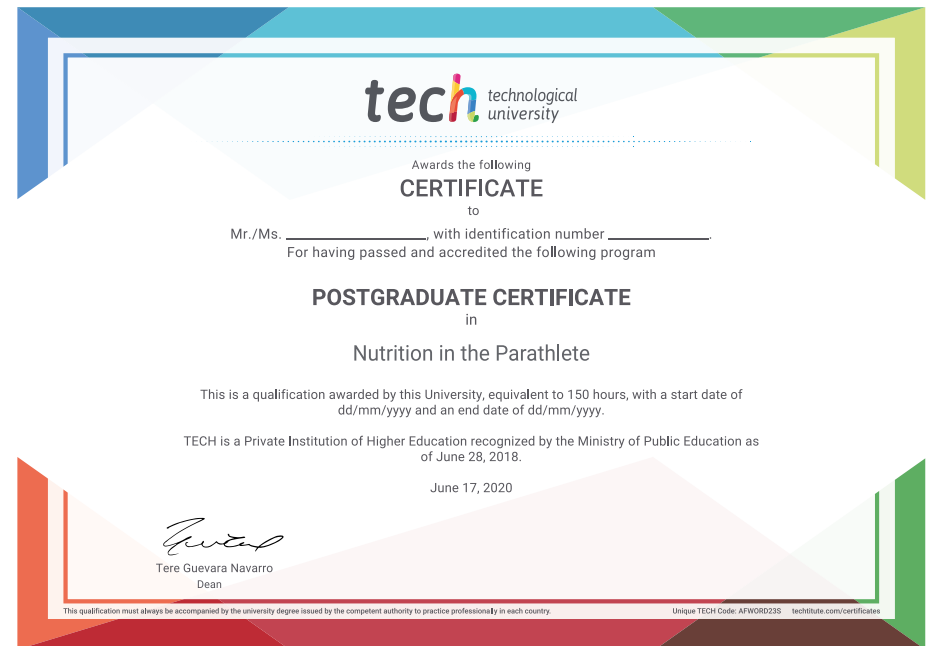 tech technological
university
Awards the following
CERTIFICATE
to
Mr./Ms. ____________________, with identification number ______________.
For having passed and accredited the following program
POSTGRADUATE CERTIFICATE
in
Nutrition in the Parathlete
This is a qualification awarded by this University, equivalent to 150 hours, with a start date of
dd/mm/yyyy and an end date of dd/mm/yyyy.
TECH is a Private Institution of Higher Education recognized by the Ministry of Public Education as
of June 28, 2018.
June 17, 2020
Tere Guevara Navarro
Dean
This qualification must always be accompanied by the university degree issued by the competent authority to practice professionally in each country.
Unique TECH Code: AFWORD23S techtitute.com/certificates